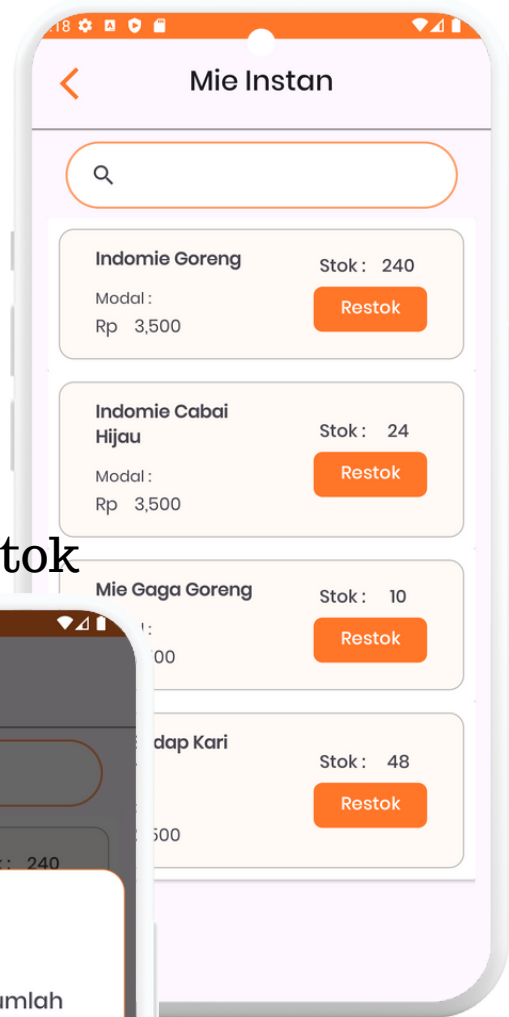 :18
Mie Instan
Indomie Goreng
Stok : 240
Modal :
Rp 3,500
Restok
Indomie Cabai
Hijau
Stok : 24
Modal :
Rp 3,500
Restok
tok
Mie Gaga Goreng
Stok : 10
Restok
00
dap Kari
Stok : 48
Restok
500
: 240
umlah